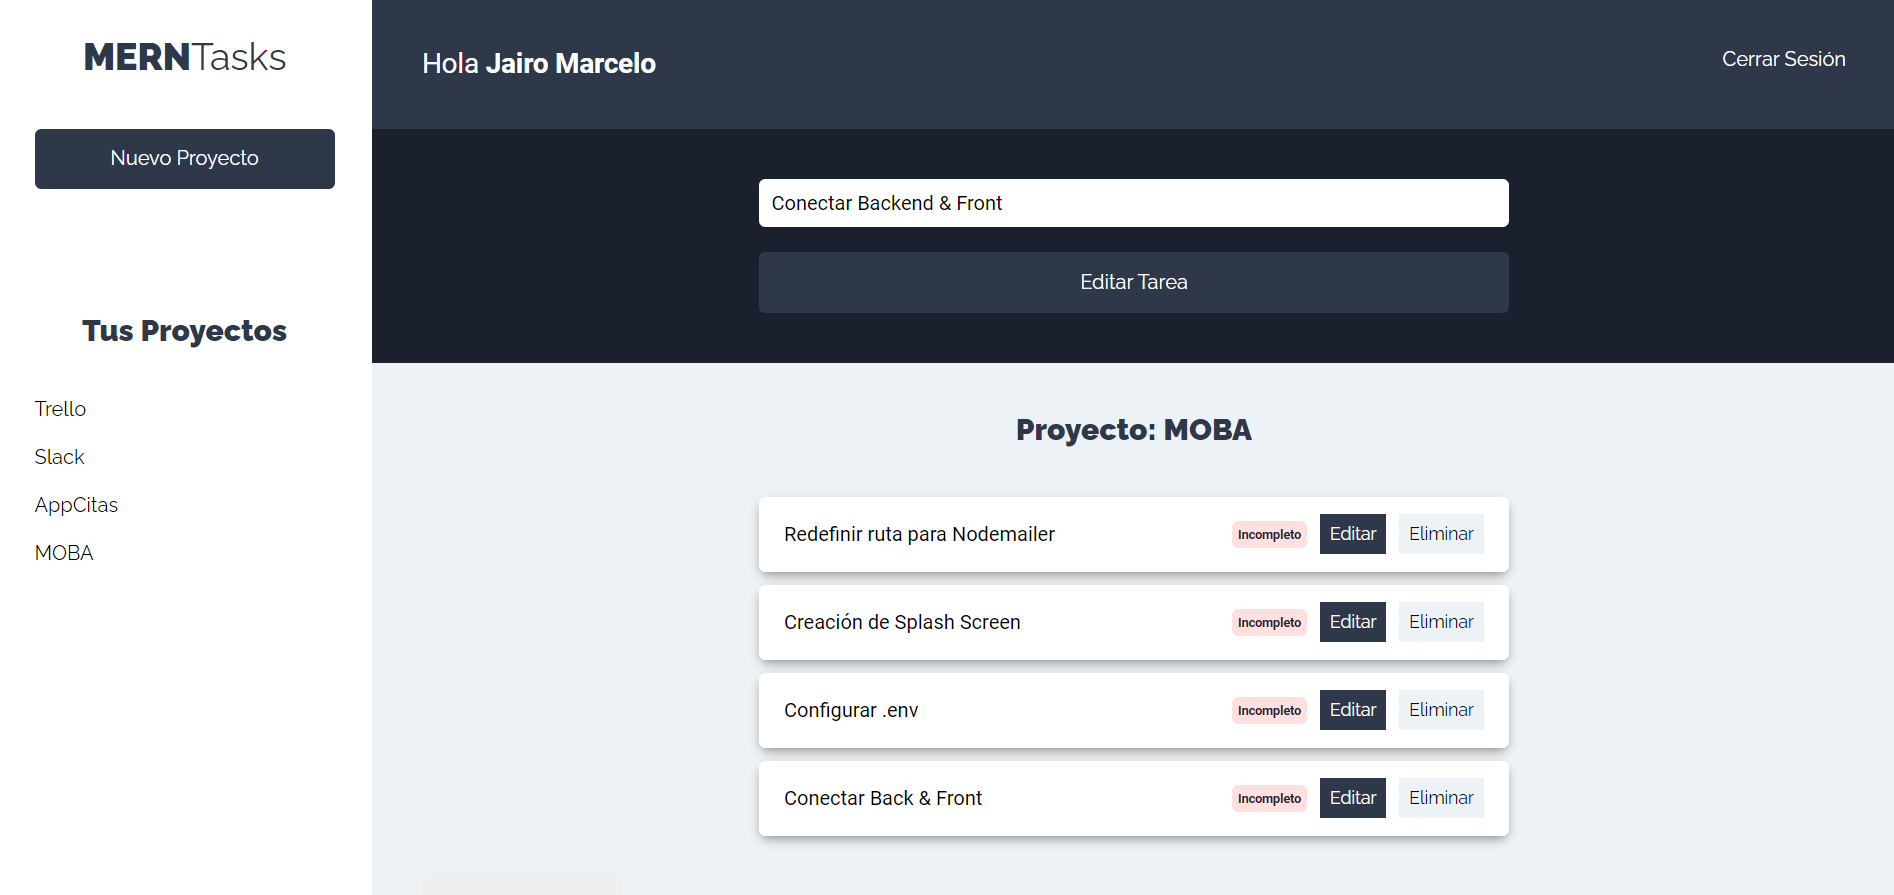 MERNTasks
Nuevo Proyecto
Tus Proyectos
Trello
Slack
AppCitas
MOBA
Hola Jairo Marcelo
Cerrar Sesión
Conectar Backend & Front
Editar Tarea
Proyecto: MOBA
Redefinir ruta para Nodemailer Incompleto Editar Eliminar
Creación de Splash Screen Incompleto Editar Eliminar
Configurar .env Incompleto Editar Eliminar
Conectar Back & Front Incompleto Editar Eliminar